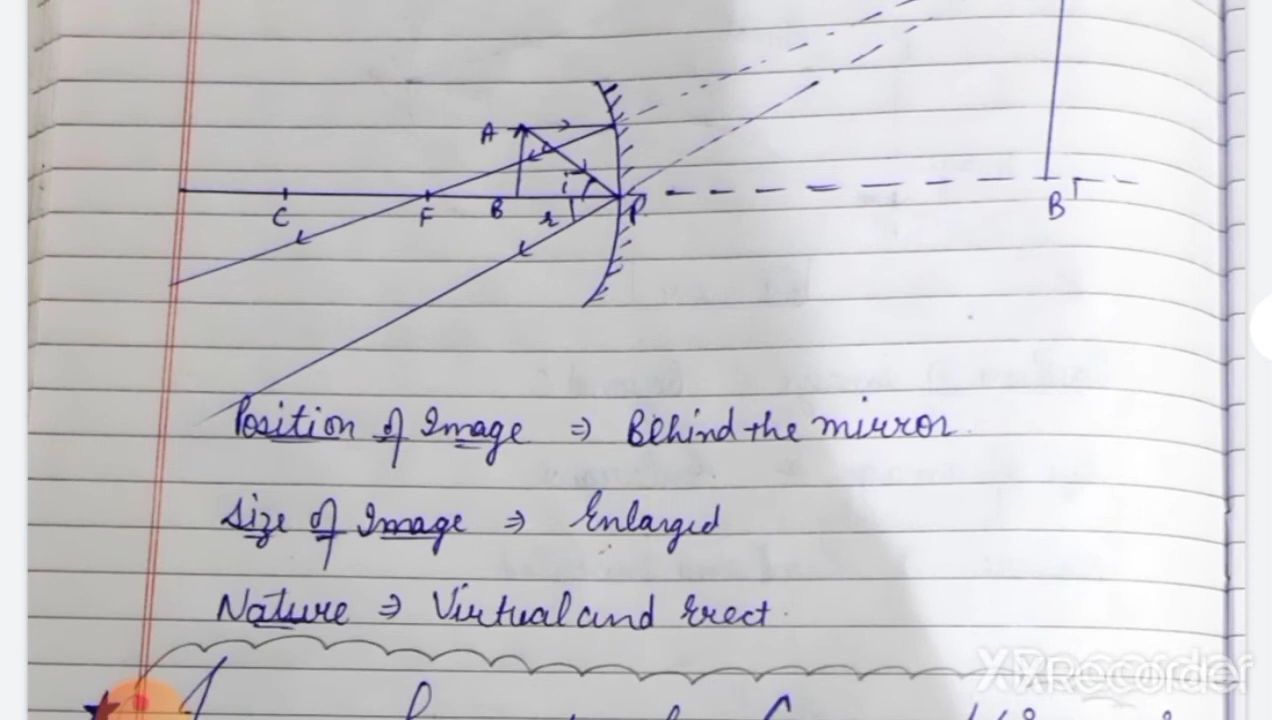 A
i
C
F
B
r
P
B'
Position of Image ⇒ Behind the mirror.
Size of Image ⇒ Enlarged
Nature ⇒ Virtual and Erect.
XRecorder